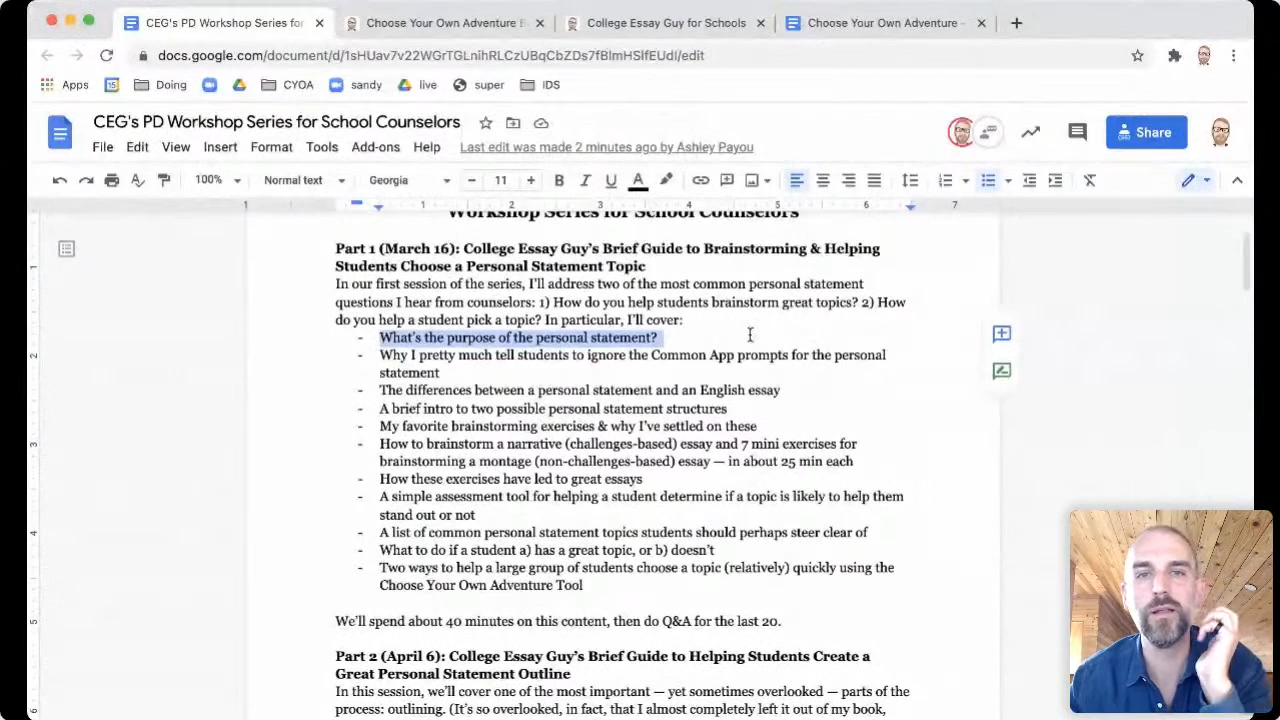 CEG's PD Workshop Series for
Choose Your Own Adventure
College Essay Guy for Schools
Choose Your Own Adventure -
docs.google.com/document/d/1sHUav7v22WGrTGLnihRLCzUBqCbZDs7fBlmHSlfEUdI/edit
Apps
Doing
CYOA
sandy
live
super
IDS
CEG's PD Workshop Series for School Counselors
Share
File Edit View Insert Format Tools Add-ons Help Last edit was made 2 minutes ago by Ashley Payou
100% Normal text Georgia - 11 + B I U A
1 1 2 3 4 5 6 7
Workshop Series for School Counselors
Part 1 (March 16): College Essay Guy's Brief Guide to Brainstorming & Helping
Students Choose a Personal Statement Topic
In our first session of the series, I'll address two of the most common personal statement
questions I hear from counselors: 1) How do you help students brainstorm great topics? 2) How
do you help a student pick a topic? In particular, I'll cover:
- What's the purpose of the personal statement?
- Why I pretty much tell students to ignore the Common App prompts for the personal
statement
- The differences between a personal statement and an English essay
- A brief intro to two possible personal statement structures
- My favorite brainstorming exercises & why I've settled on these
- How to brainstorm a narrative (challenges-based) essay and 7 mini exercises for
brainstorming a montage (non-challenges-based) essay — in about 25 min each
- How these exercises have led to great essays
- A simple assessment tool for helping a student determine if a topic is likely to help them
stand out or not
- A list of common personal statement topics students should perhaps steer clear of
- What to do if a student a) has a great topic, or b) doesn't
- Two ways to help a large group of students choose a topic (relatively) quickly using the
Choose Your Own Adventure Tool
We'll spend about 40 minutes on this content, then do Q&A for the last 20.
Part 2 (April 6): College Essay Guy's Brief Guide to Helping Students Create a
Great Personal Statement Outline
In this session, we'll cover one of the most important — yet sometimes overlooked — parts of the
process: outlining. (It's so overlooked, in fact, that I almost completely left it out of my book,
1
2
3
4
5
6